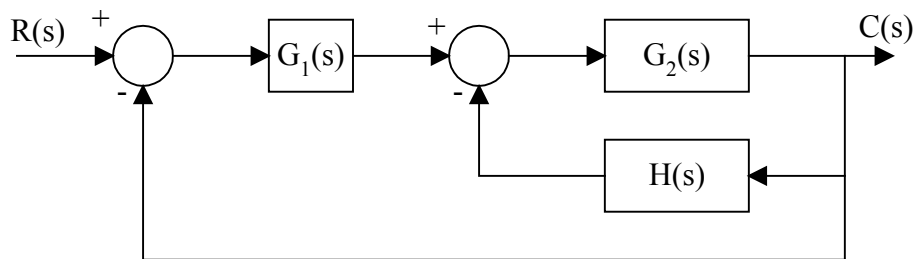 R(s)
+
-
G₁(s)
+
-
G₂(s)
H(s)
C(s)